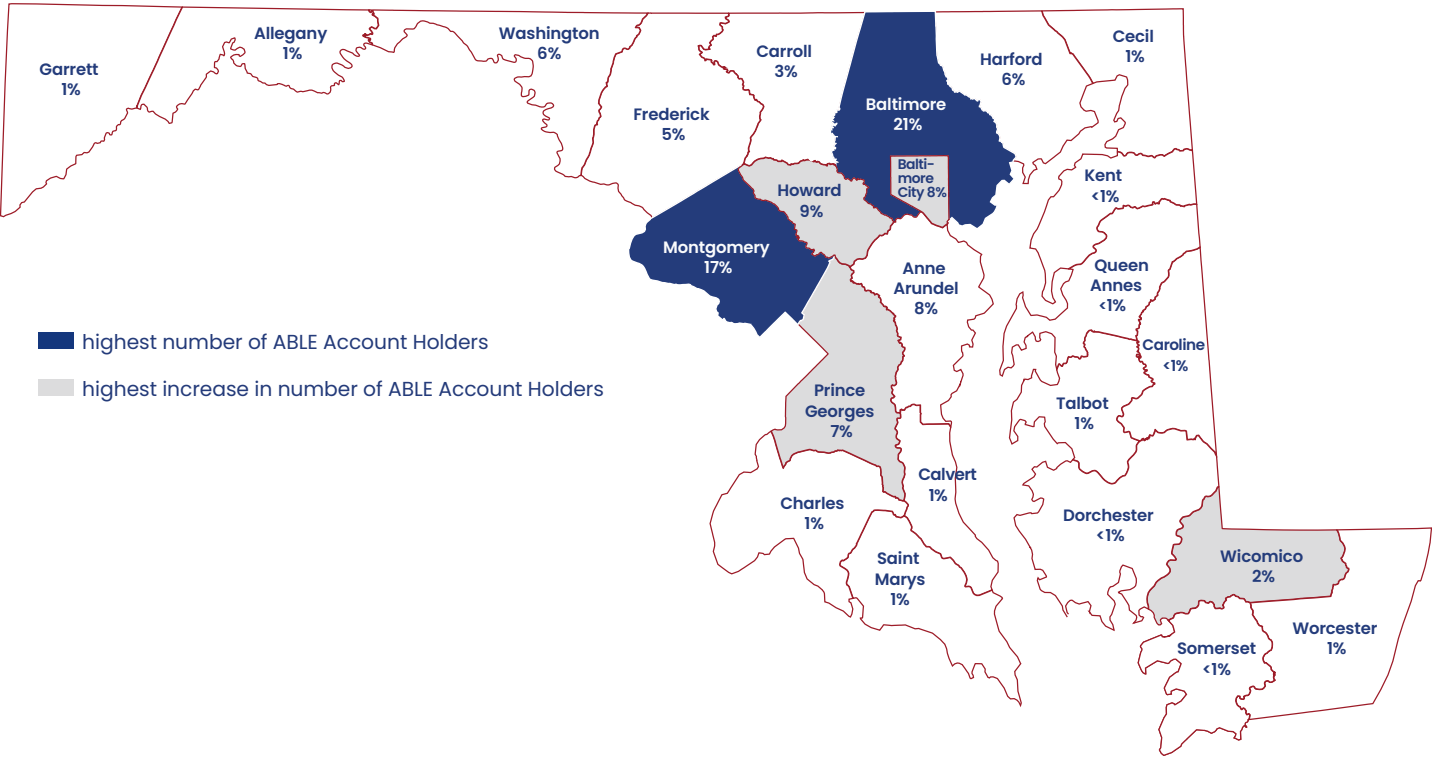 Garrett
1%
Allegany
1%
Washington
6%
Frederick
5%
Carroll
3%
Baltimore
21%
Balti-
more
City 8%
Harford
6%
Cecil
1%
Kent
<1%
Howard
9%
Montgomery
17%
Anne
Arundel
8%
Queen
Annes
<1%
Caroline
<1%
highest number of ABLE Account Holders
highest increase in number of ABLE Account Holders
Prince
Georges
7%
Talbot
1%
Calvert
1%
Charles
1%
Dorchester
<1%
Saint
Marys
1%
Wicomico
2%
Somerset
<1%
Worcester
1%